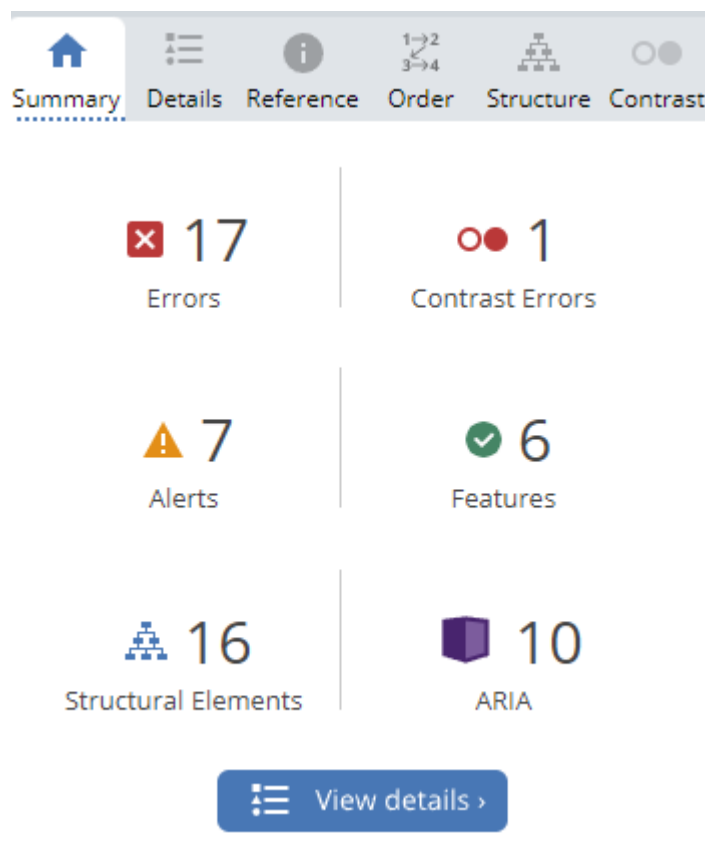 1→2
3→4
Summary Details Reference Order Structure Contrast
17 1
Errors Contrast Errors
7 6
Alerts Features
16 10
Structural Elements ARIA
View details ›